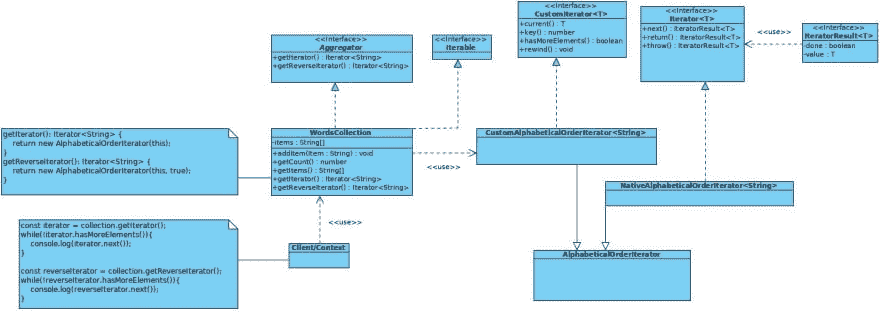 <<Interface>>
Aggregator
+getIterator() : Iterator<String>
+getReverseIterator() : Iterator<String>
<<Interface>>
Iterable
<<Interface>>
CustomIterator<T>
+current() : T
+key() : number
+hasMoreElements() : boolean
+rewind() : void
<<Interface>>
Iterator<T>
+next() : IteratorResult<T>
+return() : IteratorResult<T>
+throw() : IteratorResult<T>
<<use>>
<<Interface>>
IteratorResult<T>
-done : boolean
-value : T
getIterator(): Iterator<String> {
return new AlphabeticalOrderIterator(this);
}
getReverseIterator(): Iterator<String> {
return new AlphabeticalOrderIterator(this, true);
}
WordsCollection
-items : String[]
+addItem(item : String) : void
+getCount() : number
+getItems() : String[]
+getIterator() : Iterator<String>
+getReverseIterator() : Iterator<String>
<<use>>
CustomAlphabeticalOrderIterator<String>
NativeAlphabeticalOrderIterator<String>
<<use>>
const iterator = collection.getIterator();
while(!iterator.hasMoreElements()){
console.log(iterator.next());
}
const reverseIterator = collection.getReverseIterator();
while(!reverseIterator.hasMoreElements()){
console.log(reverseIterator.next());
}
Client/Context
AlphabeticalOrderIterator